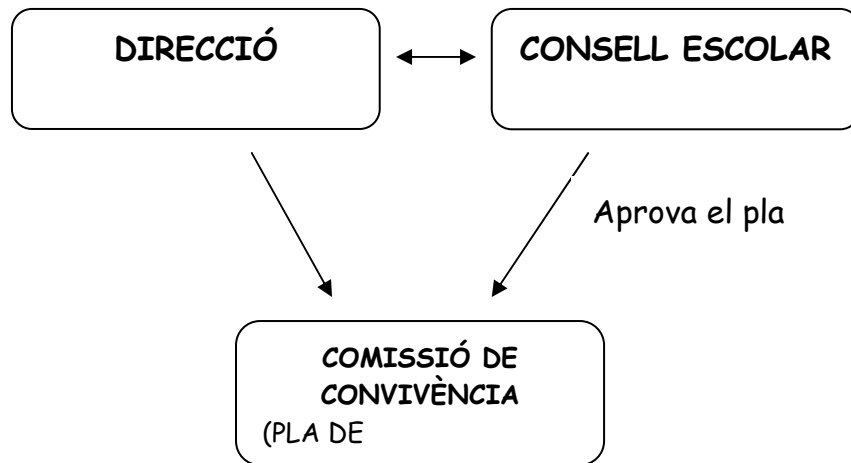 DIRECCIÓ
CONSELL ESCOLAR
Aprova el pla
COMISSIÓ DE
CONVIVÈNCIA
(PLA DE